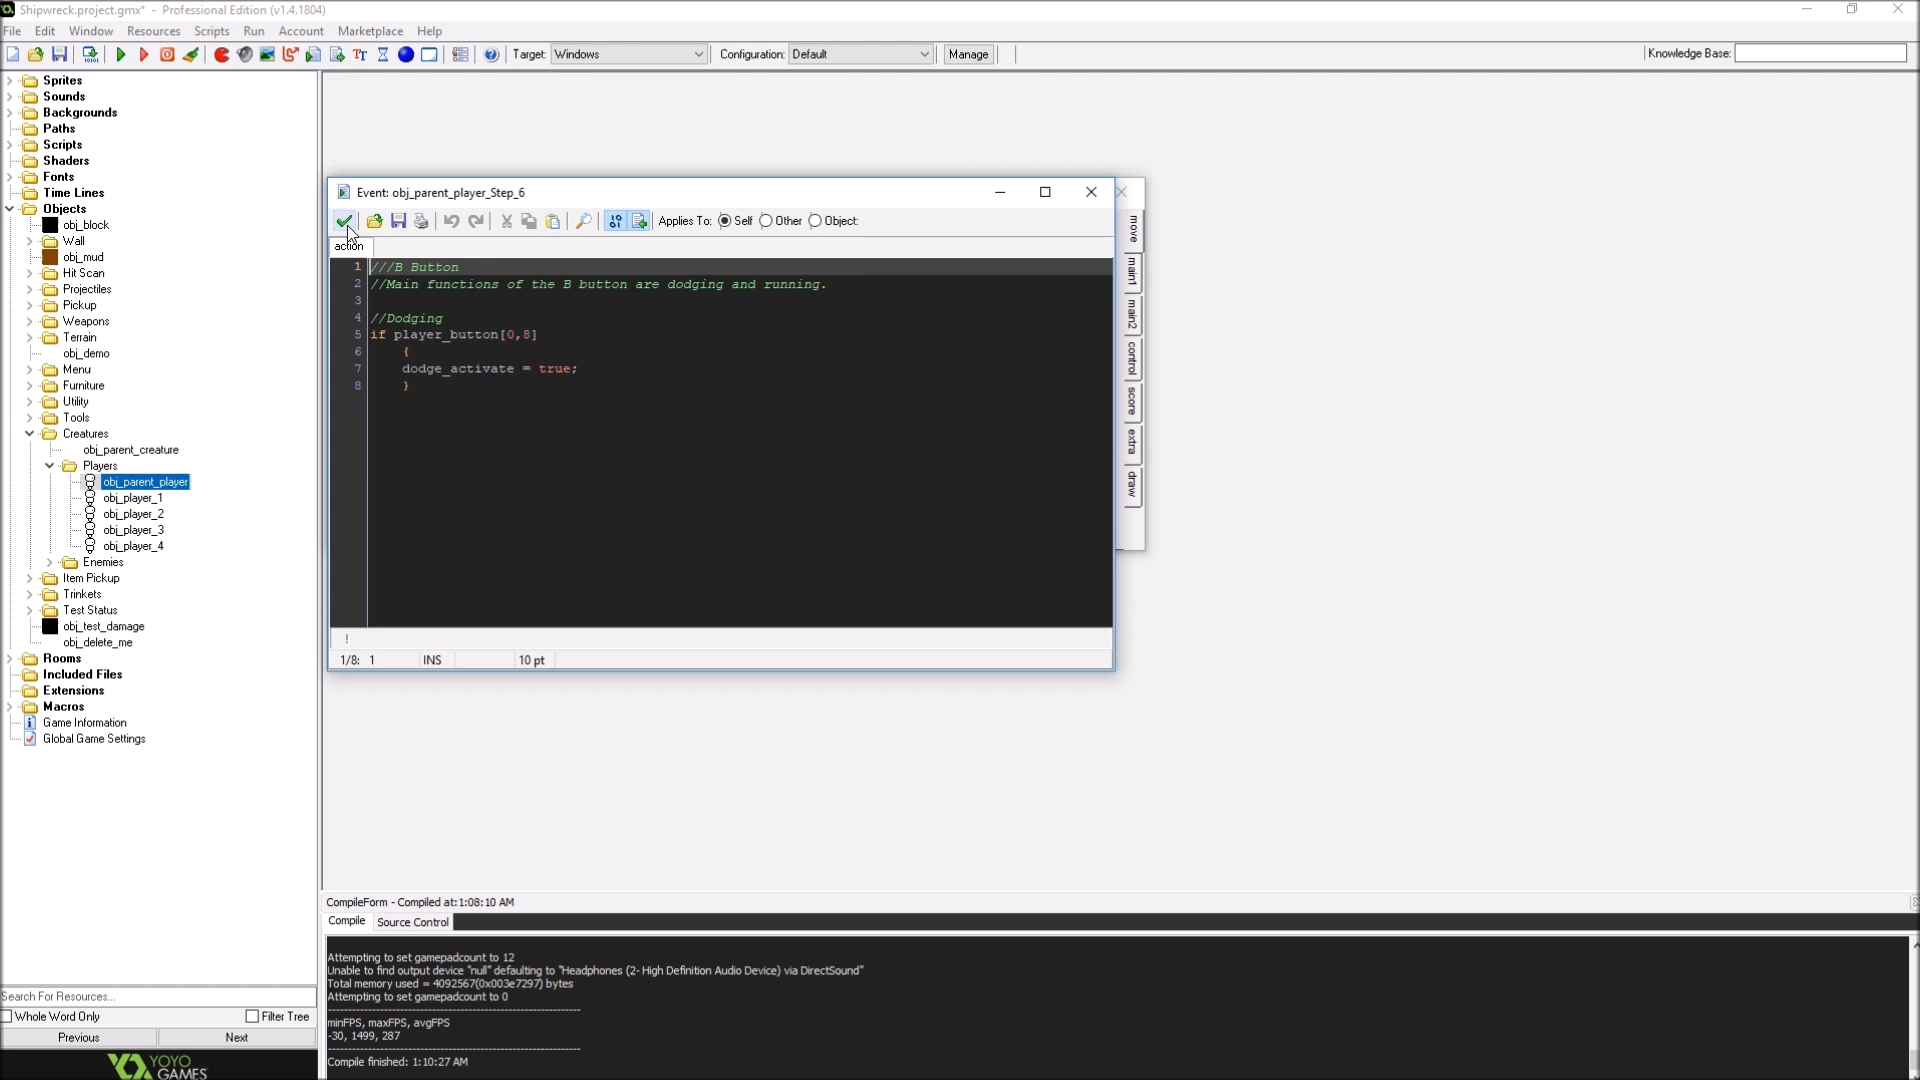 Shipwreck.project.gmx* - Professional Edition (v1.4.1804)
File Edit Window Resources Scripts Run Account Marketplace Help
Target: Windows Configuration: Default Manage Knowledge Base:
Sprites
Sounds
Backgrounds
Paths
Scripts
Shaders
Fonts
Time Lines
Objects
obj_block
Wall
obj_mud
Hit Scan
Projectiles
Pickup
Weapons
Terrain
obj_demo
Menu
Furniture
Utility
Tools
Creatures
obj_parent_creature
Players
obj_parent_player
obj_player_1
obj_player_2
obj_player_3
obj_player_4
Enemies
Item Pickup
Trinkets
Test Status
obj_test_damage
obj_delete_me
Rooms
Included Files
Extensions
Macros
Game Information
Global Game Settings
Search For Resources...
Whole Word Only Filter Tree
Previous Next
YOYO
GAMES
Event: obj_parent_player_Step_6
Applies To: Self Other Object:
action
1 ///B Button
2 //Main functions of the B button are dodging and running.
3
4 //Dodging
5 if player_button[0,8]
6 {
7 dodge_activate = true;
8 }
!
1/8: 1 INS 10 pt
move
main1
main2
control
score
extra
draw
CompileForm - Compiled at:1:08:10 AM
Compile Source Control
Attempting to set gamepadcount to 12
Unable to find output device "null" defaulting to "Headphones (2- High Definition Audio Device) via DirectSound"
Total memory used = 4092567(0x003e7297) bytes
Attempting to set gamepadcount to 0
minFPS, maxFPS, avgFPS
-30, 1499, 287
Compile finished: 1:10:27 AM